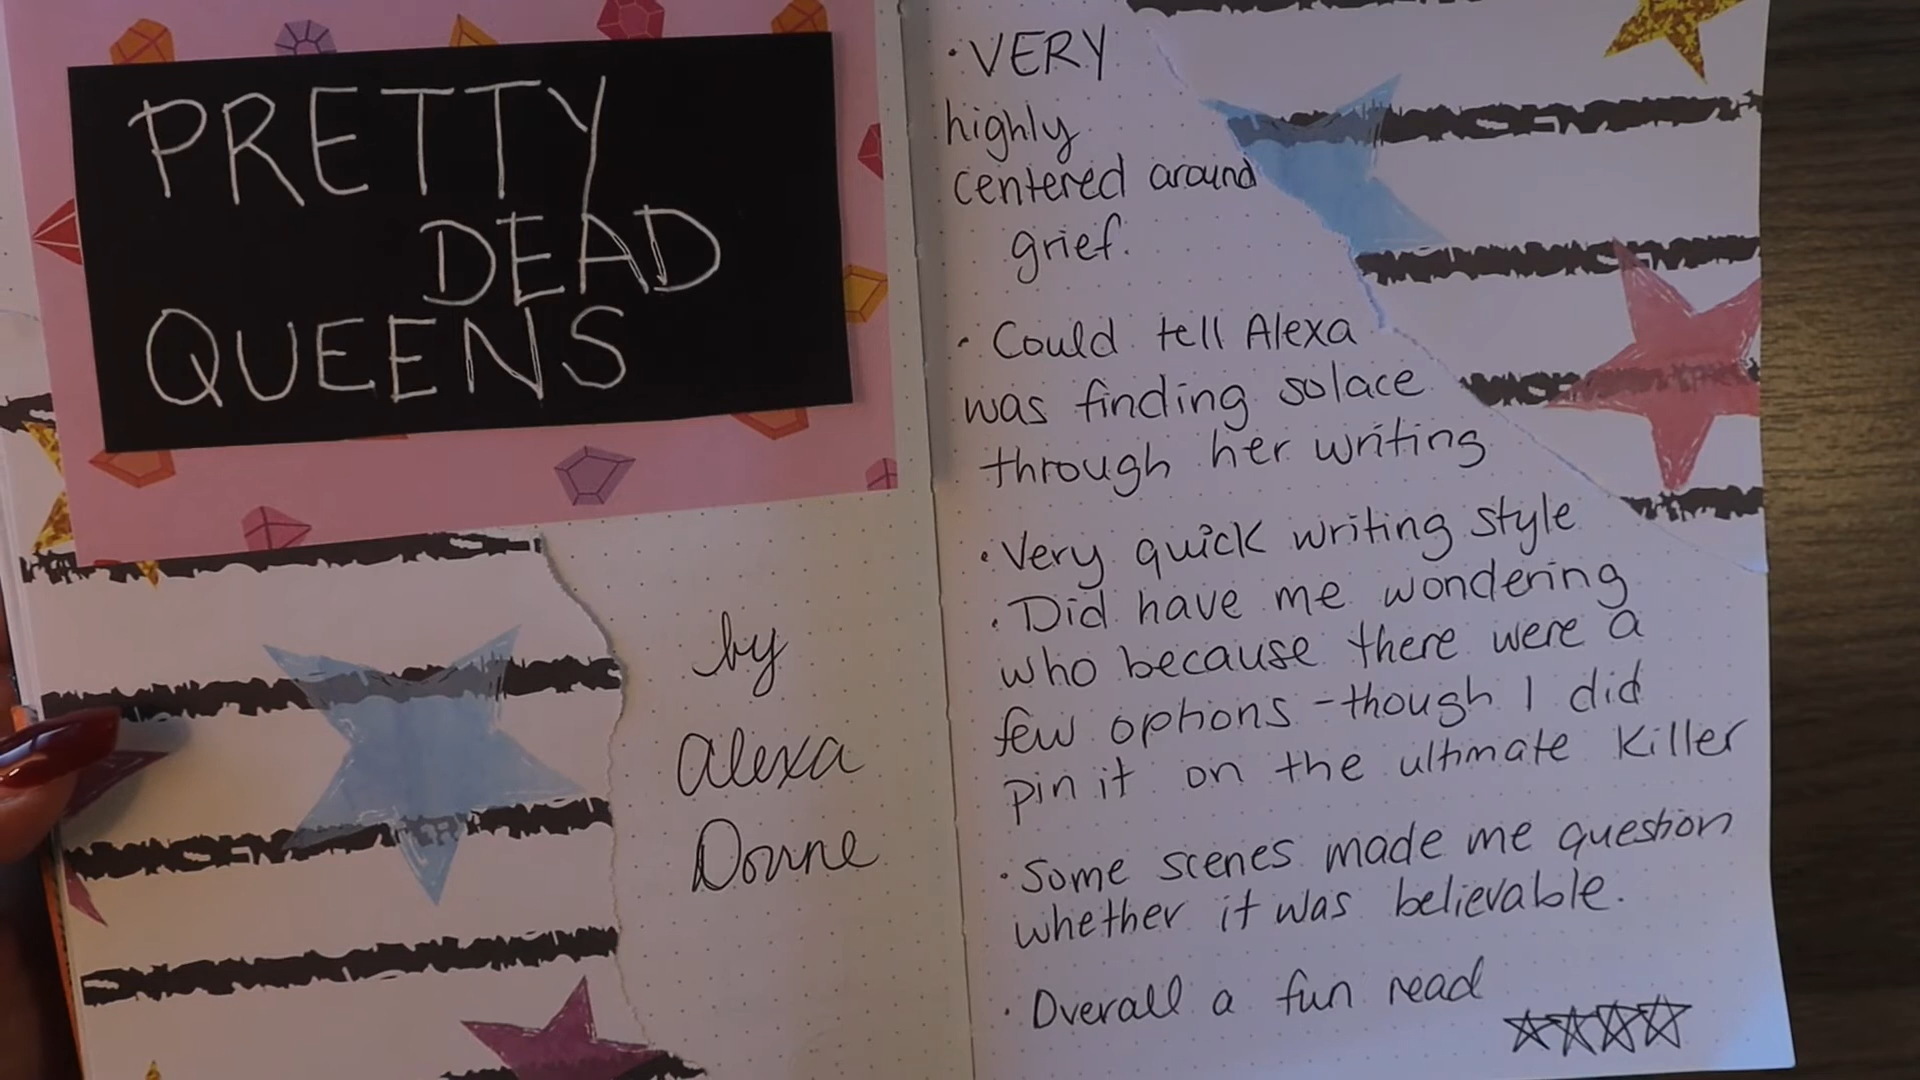 PRETTY
DEAD
QUEENS
by
Alexa
Donne
· VERY
highly
centered around
grief.
· Could tell Alexa
was finding solace
through her writing
· Very quick writing style
· Did have me wondering
who because there were a
few options - though I did
pin it on the ultimate killer
· Some scenes made me question
whether it was believable.
· Overall a fun read